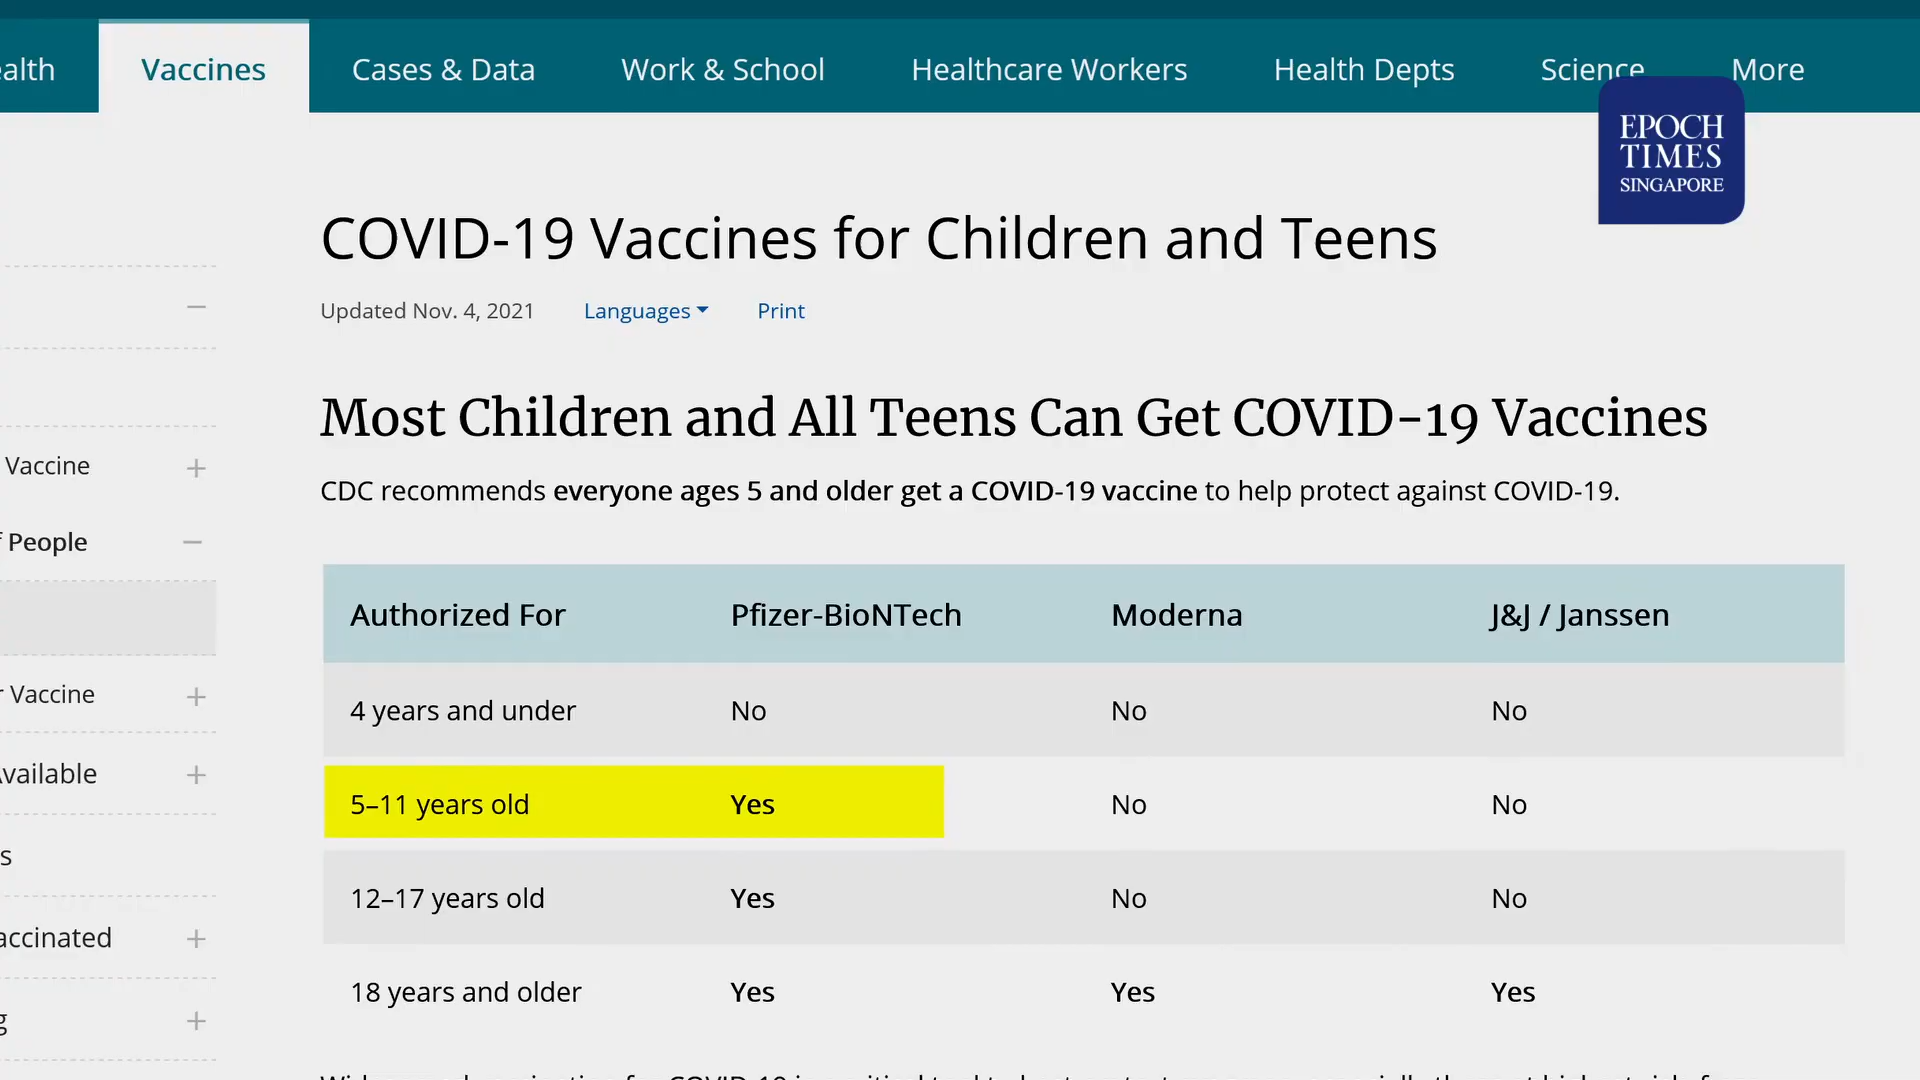 alth
Vaccines
Cases & Data
Work & School
Healthcare Workers
Health Depts
Science
More
EPOCH
TIMES
SINGAPORE
COVID-19 Vaccines for Children and Teens
Updated Nov. 4, 2021 Languages Print
Most Children and All Teens Can Get COVID-19 Vaccines
CDC recommends everyone ages 5 and older get a COVID-19 vaccine to help protect against COVID-19.
Vaccine
People
Vaccine
Available
s
accinated
g
Authorized For Pfizer-BioNTech Moderna J&J / Janssen
4 years and under No No No
5–11 years old Yes No No
12–17 years old Yes No No
18 years and older Yes Yes Yes